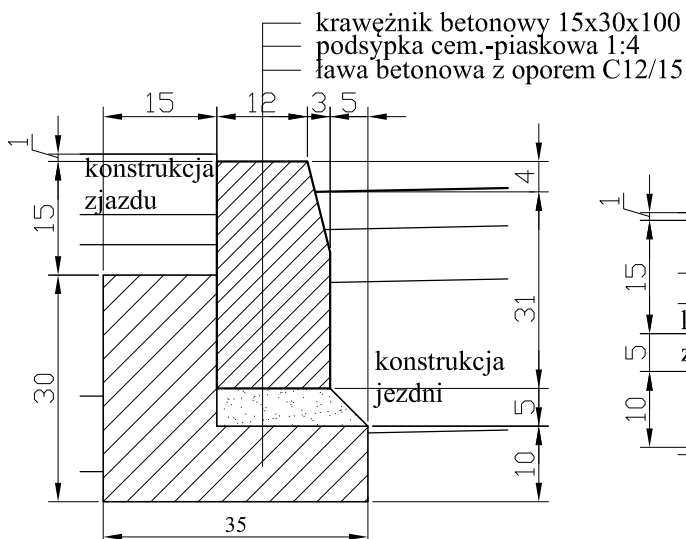 krawężnik betonowy 15x30x100
podsypka cem.-piaskowa 1:4
ława betonowa z oporem C12/15
15 12 3 5
1
konstrukcja
zjazdu
15
4
31
30
konstrukcja
jezdni
5
10
35
1
15
5
10